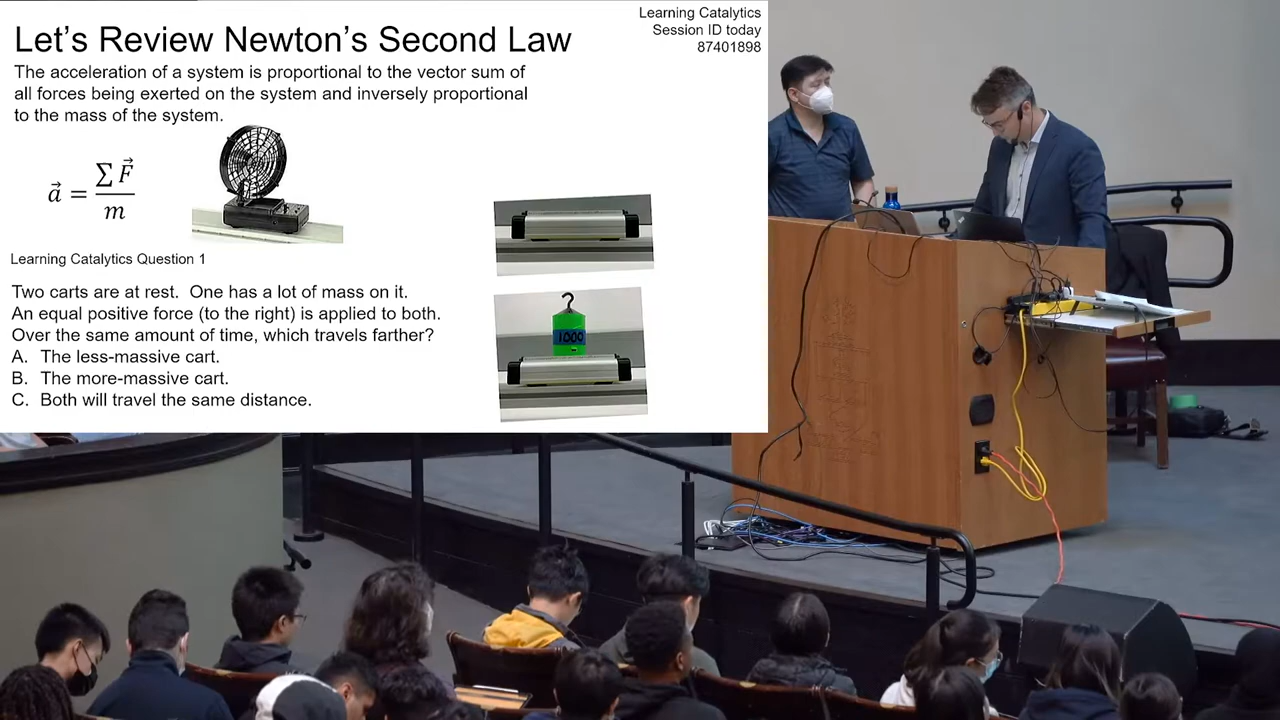 Let's Review Newton's Second Law
Learning Catalytics
Session ID today
87401898
The acceleration of a system is proportional to the vector sum of
all forces being exerted on the system and inversely proportional
to the mass of the system.
a⃗ = ∑ F⃗ / m
Learning Catalytics Question 1
Two carts are at rest. One has a lot of mass on it.
An equal positive force (to the right) is applied to both.
Over the same amount of time, which travels farther?
A. The less-massive cart.
B. The more-massive cart.
C. Both will travel the same distance.
1000